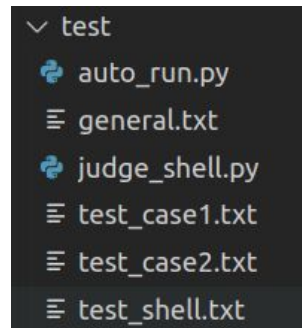 test
auto_run.py
general.txt
judge_shell.py
test_case1.txt
test_case2.txt
test_shell.txt